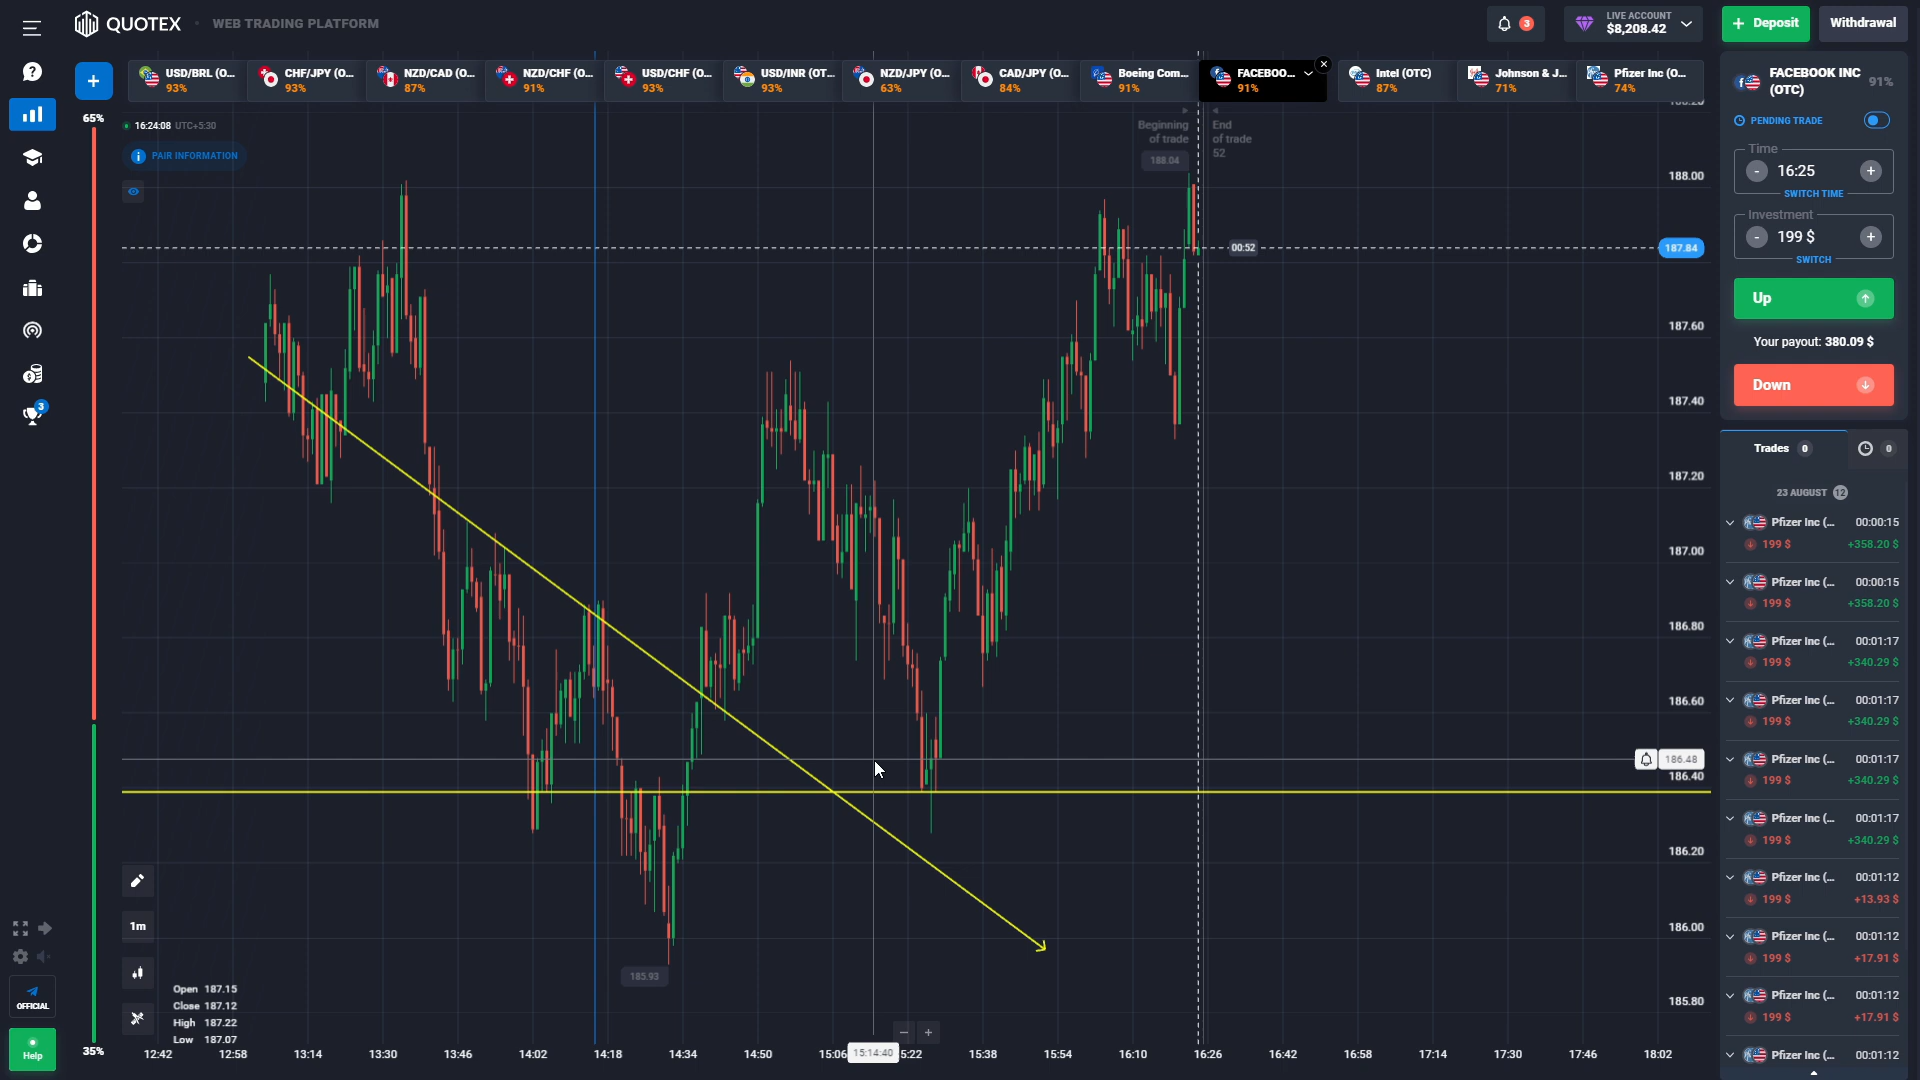 QUOTEX
WEB TRADING PLATFORM
3
LIVE ACCOUNT
$8,208.42
+ Deposit
Withdrawal
+
USD/BRL (O...
93%
CHF/JPY (O...
93%
NZD/CAD (O...
87%
NZD/CHF (O...
91%
USD/CHF (O...
93%
USD/INR (OT...
93%
NZD/JPY (O...
63%
CAD/JPY (O...
84%
Boeing Com...
91%
FACEBOO...
91%
Intel (OTC)
87%
Johnson & J...
71%
Pfizer Inc (O...
74%
65%
16:24:08 UTC+5:30
PAIR INFORMATION
Beginning
of trade
End
of trade
52
188.04
188.00
00:52
187.84
187.60
187.40
187.20
187.00
186.80
186.60
186.48
186.40
186.20
186.00
185.80
185.93
3
OFFICIAL
Help
35%
1m
Open 187.15
Close 187.12
High 187.22
Low 187.07
12:42
12:58
13:14
13:30
13:46
14:02
14:18
14:34
14:50
15:06
15:14:40
5:22
15:38
15:54
16:10
16:26
16:42
16:58
17:14
17:30
17:46
18:02
FACEBOOK INC
(OTC)
91%
PENDING TRADE
Time
- 16:25 +
SWITCH TIME
Investment
- 199 $ +
SWITCH
Up
Your payout: 380.09 $
Down
Trades 0
0
23 AUGUST 12
Pfizer Inc (... 00:00:15
199 $ +358.20 $
Pfizer Inc (... 00:00:15
199 $ +358.20 $
Pfizer Inc (... 00:01:17
199 $ +340.29 $
Pfizer Inc (... 00:01:17
199 $ +340.29 $
Pfizer Inc (... 00:01:17
199 $ +340.29 $
Pfizer Inc (... 00:01:17
199 $ +340.29 $
Pfizer Inc (... 00:01:12
199 $ +13.93 $
Pfizer Inc (... 00:01:12
199 $ +17.91 $
Pfizer Inc (... 00:01:12
199 $ +17.91 $
Pfizer Inc (... 00:01:12